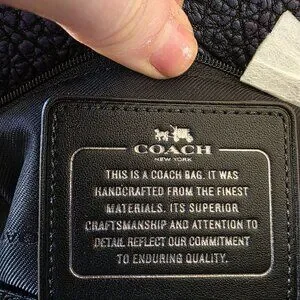 COACH
NEW YORK
THIS IS A COACH BAG. IT WAS
HANDCRAFTED FROM THE FINEST
MATERIALS. ITS SUPERIOR
CRAFTSMANSHIP AND ATTENTION TO
DETAIL REFLECT OUR COMMITMENT
TO ENDURING QUALITY.